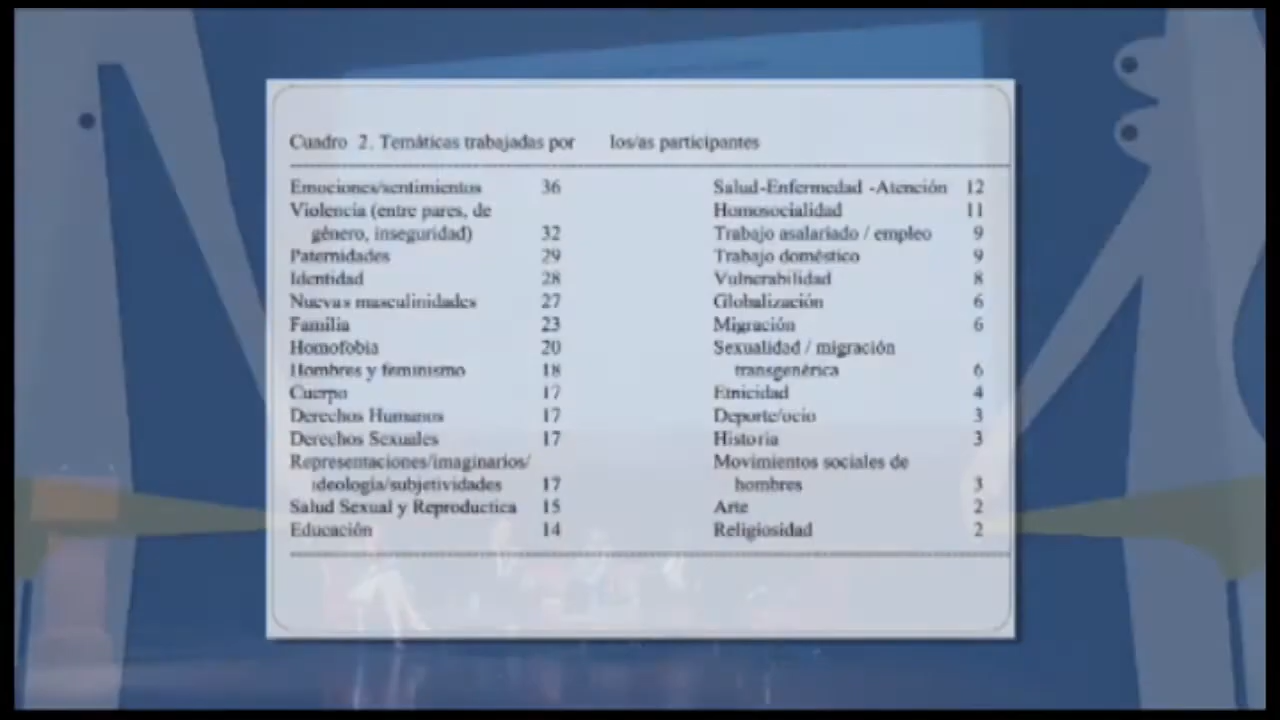 Cuadro 2. Temáticas trabajadas por los/as participantes
Emociones/sentimientos 36
Violencia (entre pares, de
género, inseguridad) 32
Paternidades 29
Identidad 28
Nuevas masculinidades 27
Familia 23
Homofobia 20
Hombres y feminismo 18
Cuerpo 17
Derechos Humanos 17
Derechos Sexuales 17
Representaciones/imaginarios/
ideología/subjetividades 17
Salud Sexual y Reproductica 15
Educación 14
Salud-Enfermedad -Atención 12
Homosocialidad 11
Trabajo asalariado / empleo 9
Trabajo doméstico 9
Vulnerabilidad 8
Globalización 6
Migración 6
Sexualidad / migración
transgenérica 6
Etnicidad 4
Deporte/ocio 3
Historia 3
Movimientos sociales de
hombres 3
Arte 2
Religiosidad 2